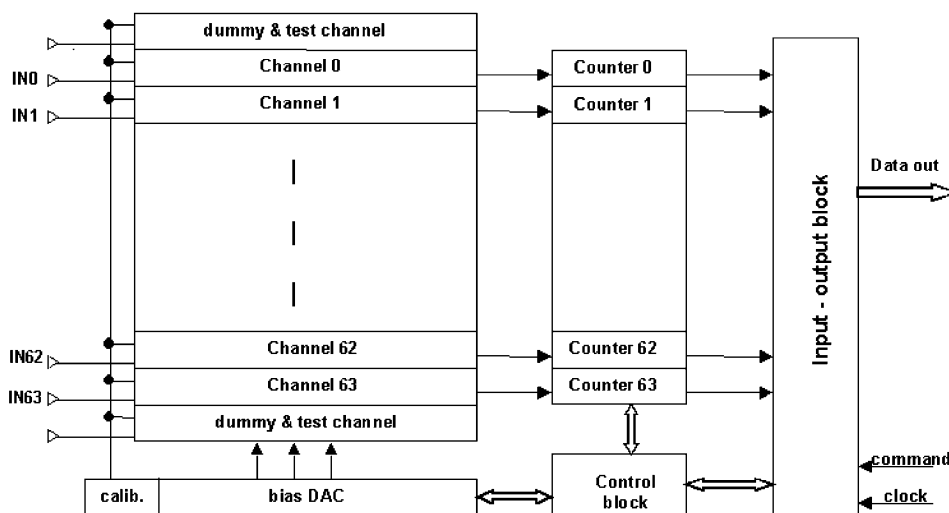 dummy & test channel
IN0
Channel 0
Counter 0
IN1
Channel 1
Counter 1
Data out
Input - output block
IN62
Channel 62
Counter 62
IN63
Channel 63
Counter 63
dummy & test channel
command
calib.
bias DAC
Control
block
clock